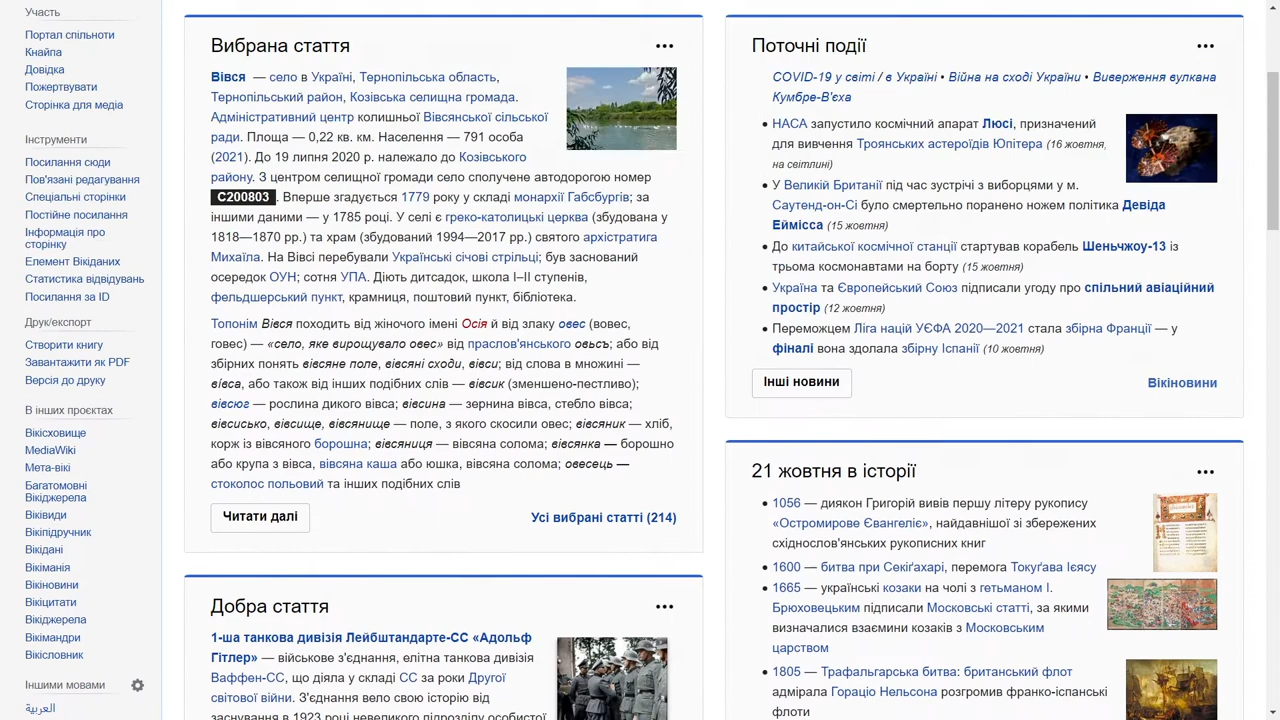 Участь
Портал спільноти
Кнайпа
Довідка
Пожертвувати
Сторінка для медіа
Інструменти
Посилання сюди
Пов'язані редагування
Спеціальні сторінки
Постійне посилання
Інформація про
сторінку
Елемент Вікіданих
Статистика відвідувань
Посилання за ID
Друк/експорт
Створити книгу
Завантажити як PDF
Версія до друку
В інших проєктах
Вікісховище
MediaWiki
Мета-вікі
Багатомовні
Вікіджерела
Віківиди
Вікіпідручник
Вікідані
Вікіманія
Вікіновини
Вікіцитати
Вікіджерела
Вікімандри
Вікісловник
Іншими мовами
العربية
Вибрана стаття
Вівся — село в Україні, Тернопільська область,
Тернопільський район, Козівська селищна громада.
Адміністративний центр колишньої Вівсянської сільської
ради. Площа — 0,22 кв. км. Населення — 791 особа
(2021). До 19 липня 2020 р. належало до Козівського
району. З центром селищної громади село сполучене автодорогою номер
С200803 . Вперше згадується 1779 року у складі монархії Габсбургів; за
іншими даними — у 1785 році. У селі є греко-католицькі церква (збудована у
1818—1870 рр.) та храм (збудований 1994—2017 рр.) святого архістратига
Михаїла. На Вівсі перебували Українські січові стрільці; був заснований
осередок ОУН; сотня УПА. Діють дитсадок, школа І–ІІ ступенів,
фельдшерський пункт, крамниця, поштовий пункт, бібліотека.
Топонім Вівся походить від жіночого імені Осія й від злаку овес (вовес,
говес) — «село, яке вирощувало овес» від праслов'янського овьсъ; або від
збірних понять вівсяне поле, вівсяні сходи, вівси; від слова в множині —
ві́вса, або також від інших подібних слів — вівсик (зменшено-пестливо);
вівсюг — рослина дикого вівса; вівсина — зернина вівса, стебло вівса;
вівсисько, вівсище, вівсянище — поле, з якого скосили овес; вівсяник — хліб,
корж із вівсяного борошна; вівсяниця — вівсяна солома; вівсянка — борошно
або крупа з вівса, вівсяна каша або юшка, вівсяна солома; овесець —
стоколос польовий та інших подібних слів
Читати далі
Усі вибрані статті (214)
Добра стаття
1-ша танкова дивізія Лейбштандарте-СС «Адольф
Гітлер» — військове з'єднання, елітна танкова дивізія
Ваффен-СС, що діяла у складі СС за роки Другої
світової війни. З'єднання вело свою історію від
заснування в 1923 році невеликого підрозділу особистої
Поточні події
COVID-19 у світі / в Україні • Війна на сході України • Виверження вулкана
Кумбре-В'єха
НАСА запустило космічний апарат Люсі, призначений
для вивчення Троянських астероїдів Юпітера (16 жовтня,
на світлині)
У Великій Британії під час зустрічі з виборцями у м.
Саутенд-он-Сі було смертельно поранено ножем політика Девіда
Еймісса (15 жовтня)
До китайської космічної станції стартував корабель Шеньчжоу-13 із
трьома космонавтами на борту (15 жовтня)
Україна та Європейський Союз підписали угоду про спільний авіаційний
простір (12 жовтня)
Переможцем Ліга націй УЄФА 2020—2021 стала збірна Франції — у
фіналі вона здолала збірну Іспанії (10 жовтня)
Інші новини
Вікіновини
21 жовтня в історії
1056 — диякон Григорій вивів першу літеру рукопису
«Остромирове Євангеліє», найдавнішої зі збережених
східнослов'янських рукописних книг
1600 — битва при Секіґахарі, перемога Токуґава Ієясу
1665 — українські козаки на чолі з гетьманом І.
Брюховецьким підписали Московські статті, за якими
визначалися взаємини козаків з Московським
царством
1805 — Трафальгарська битва: британський флот
адмірала Гораціо Нельсона розгромив франко-іспанські
флоти